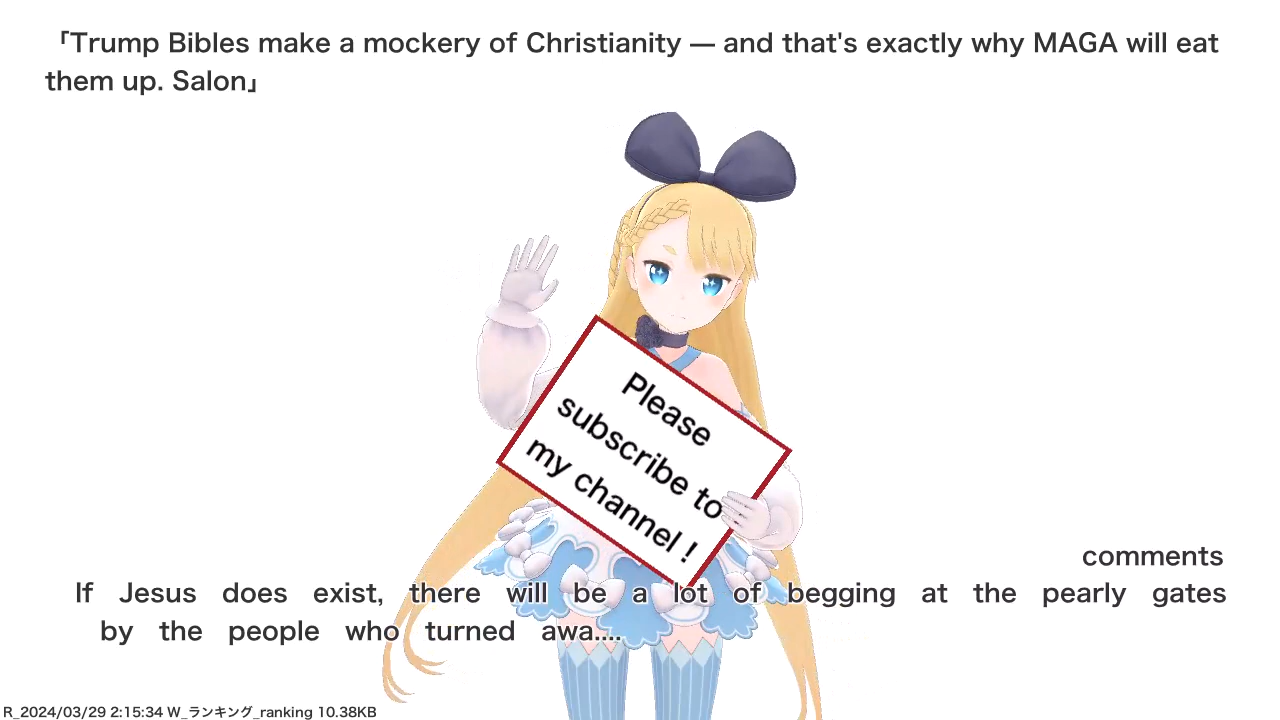 「Trump Bibles make a mockery of Christianity — and that's exactly why MAGA will eat
them up. Salon」
Please
subscribe to
my channel !
comments
If Jesus does exist, there will be a lot of begging at the pearly gates
by the people who turned awa....
R_2024/03/29 2:15:34 W_ランキング_ranking 10.38KB